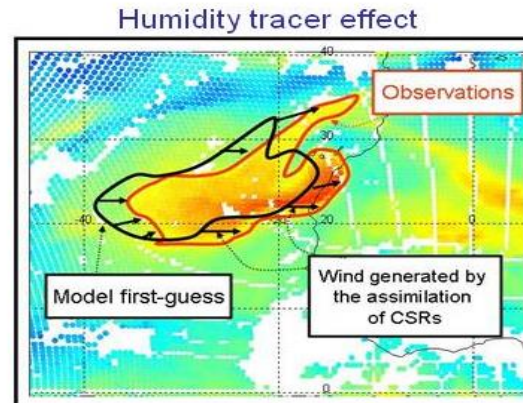 Humidity tracer effect
40
Observations
30
-40
20
0
Model first-guess
Wind generated by
the assimilation
of CSRs
0